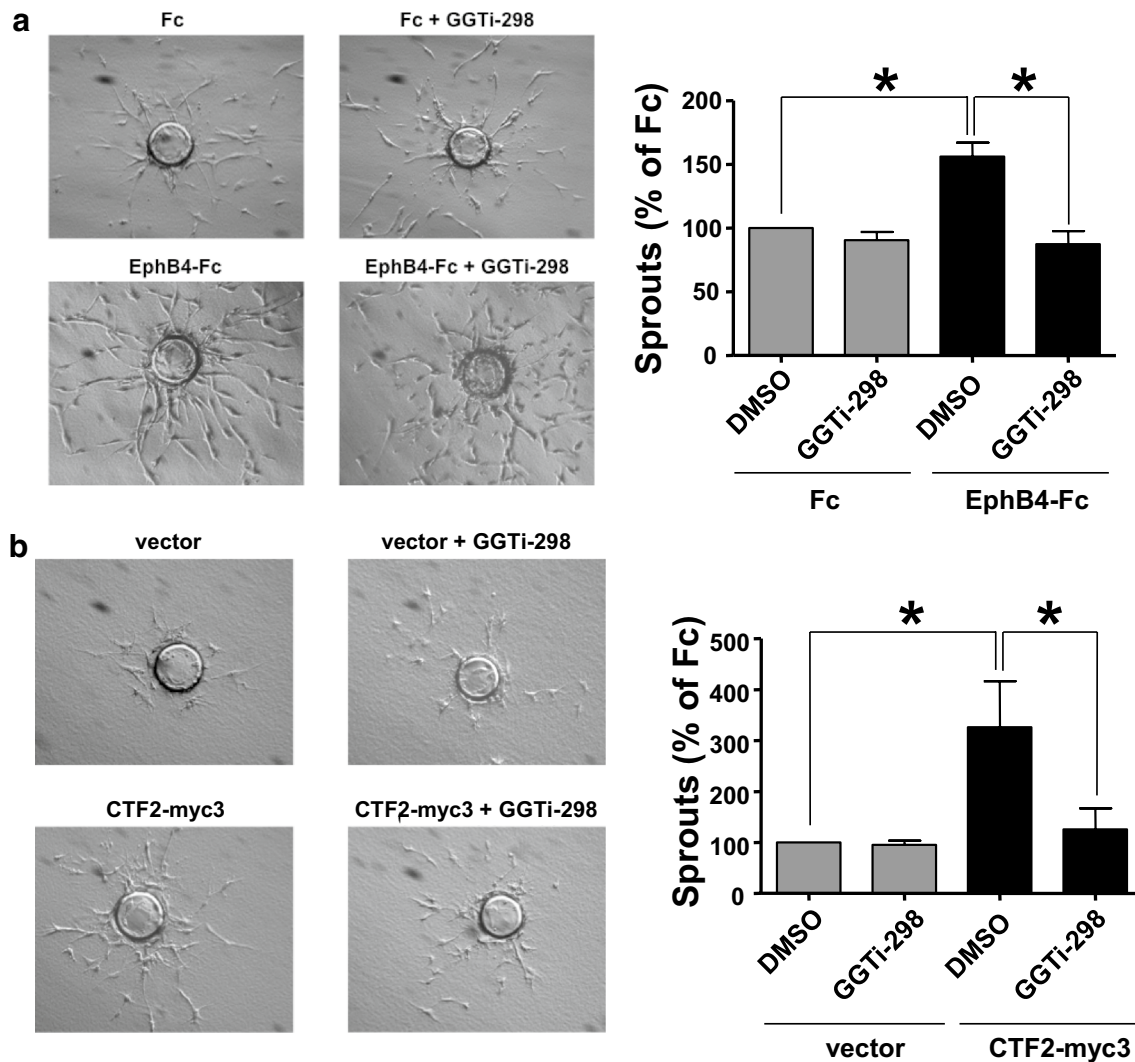 a
Fc
Fc + GGTi-298
EphB4-Fc
EphB4-Fc + GGTi-298
Sprouts (% of Fc)
200
150
100
50
0
*
*
DMSO
GGTi-298
DMSO
GGTi-298
Fc
EphB4-Fc
b
vector
vector + GGTi-298
CTF2-myc3
CTF2-myc3 + GGTi-298
Sprouts (% of Fc)
500
400
300
200
100
0
*
*
DMSO
GGTi-298
DMSO
GGTi-298
vector
CTF2-myc3